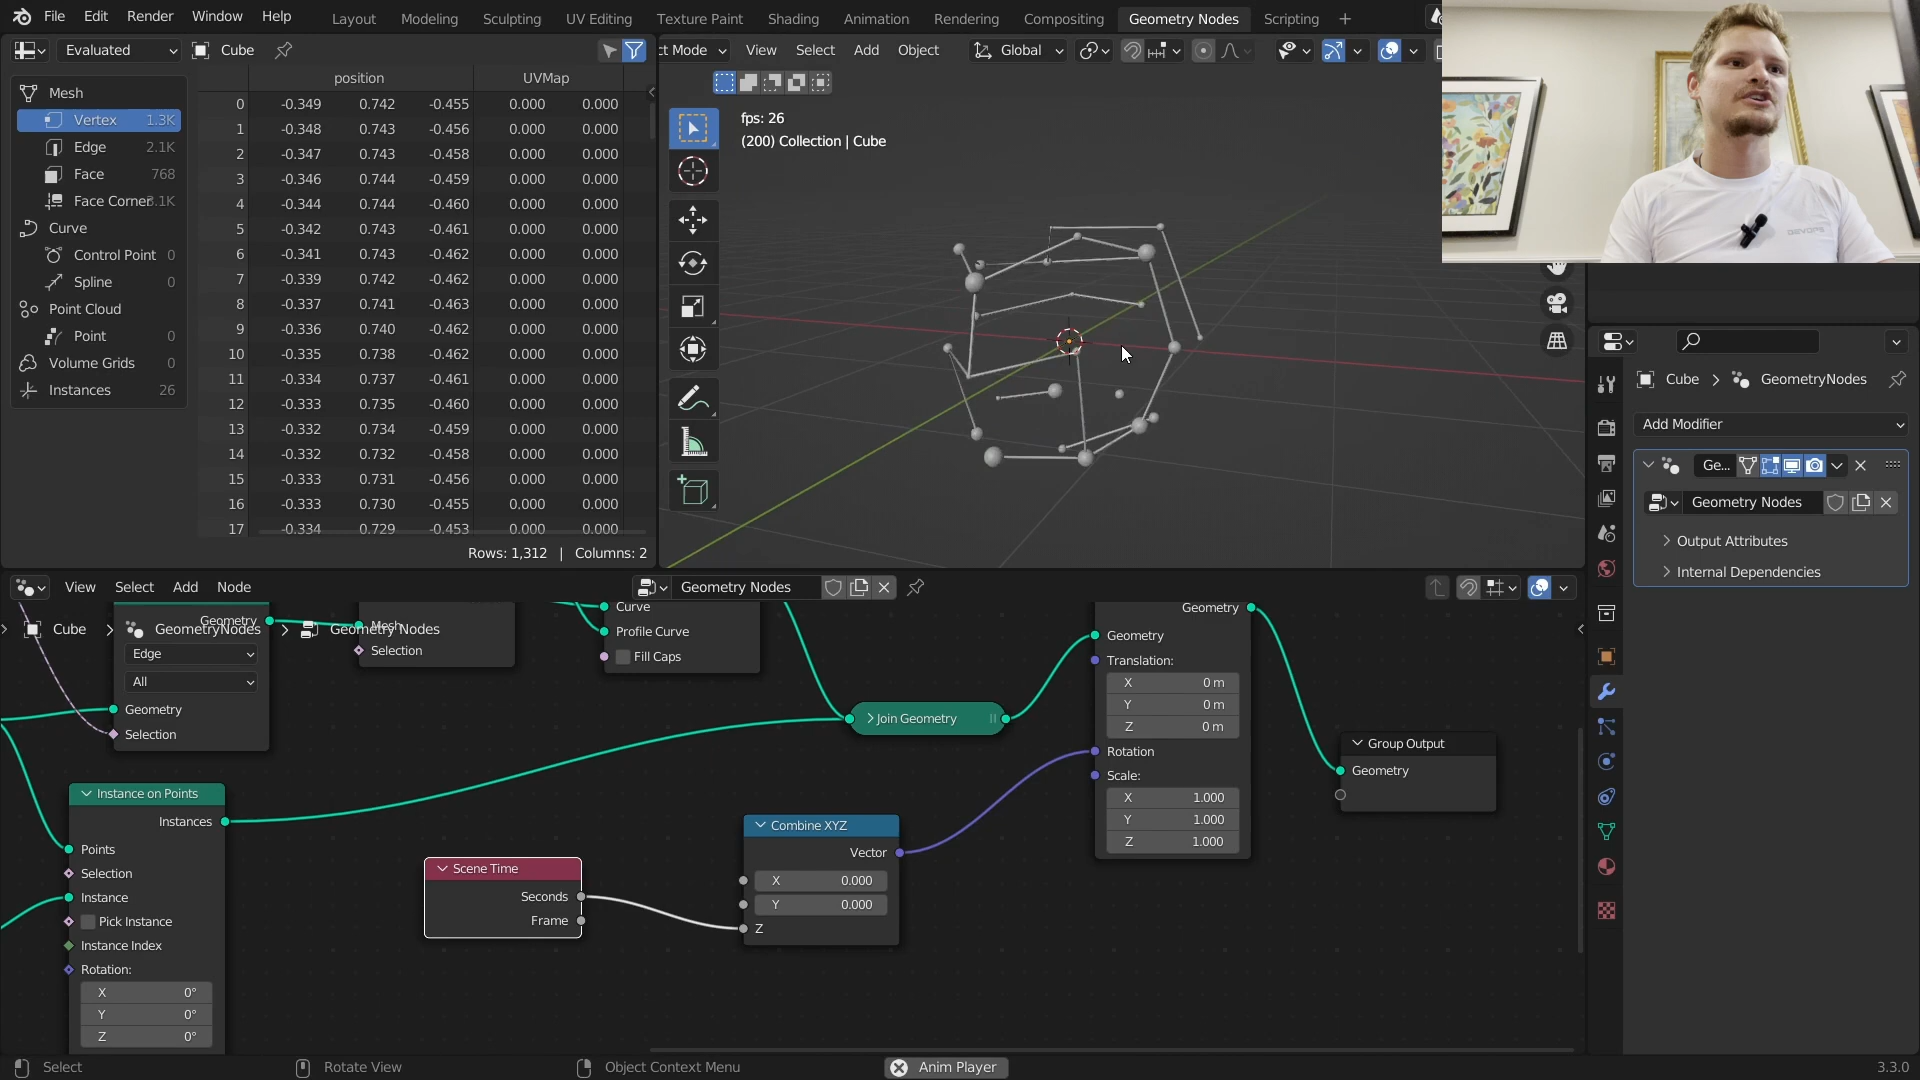 File Edit Render Window Help
Layout Modeling Sculpting UV Editing Texture Paint Shading Animation Rendering Compositing Geometry Nodes Scripting
Evaluated Cube
ct Mode View Select Add Object Global
position UVMap
Mesh
Vertex 1.3K
Edge 2.1K
Face 768
Face Corner 3.1K
Curve
Control Point 0
Spline 0
Point Cloud
Point 0
Volume Grids
Instances 26
0 -0.349 0.742 -0.455 0.000 0.000
1 -0.348 0.743 -0.456 0.000 0.000
2 -0.347 0.743 -0.458 0.000 0.000
3 -0.346 0.744 -0.459 0.000 0.000
4 -0.344 0.744 -0.460 0.000 0.000
5 -0.342 0.743 -0.461 0.000 0.000
6 -0.341 0.743 -0.462 0.000 0.000
7 -0.339 0.742 -0.462 0.000 0.000
8 -0.337 0.741 -0.463 0.000 0.000
9 -0.336 0.740 -0.462 0.000 0.000
10 -0.335 0.738 -0.462 0.000 0.000
11 -0.334 0.737 -0.461 0.000 0.000
12 -0.333 0.735 -0.460 0.000 0.000
13 -0.332 0.734 -0.459 0.000 0.000
14 -0.332 0.732 -0.458 0.000 0.000
15 -0.333 0.731 -0.456 0.000 0.000
16 -0.333 0.730 -0.455 0.000 0.000
17 -0.334 0.729 -0.453 0.000 0.000
Rows: 1,312 | Columns: 2
fps: 26
(200) Collection | Cube
DEVOPS
Cube GeometryNodes
Add Modifier
Ge...
Geometry Nodes
Output Attributes
Internal Dependencies
View Select Add Node Geometry Nodes
Cube GeometryNodes Geometry Nodes
Geometry
Edge
All
Geometry
Selection
Mesh
Selection
Curve
Profile Curve
Fill Caps
Join Geometry
Geometry
Geometry
Translation:
X 0 m
Y 0 m
Z 0 m
Rotation
Scale:
X 1.000
Y 1.000
Z 1.000
Group Output
Geometry
Instance on Points
Instances
Points
Selection
Instance
Pick Instance
Instance Index
Rotation:
X 0°
Y 0°
Z 0°
Scene Time
Seconds
Frame
Combine XYZ
Vector
X 0.000
Y 0.000
Z
Select Rotate View Object Context Menu Anim Player 3.3.0